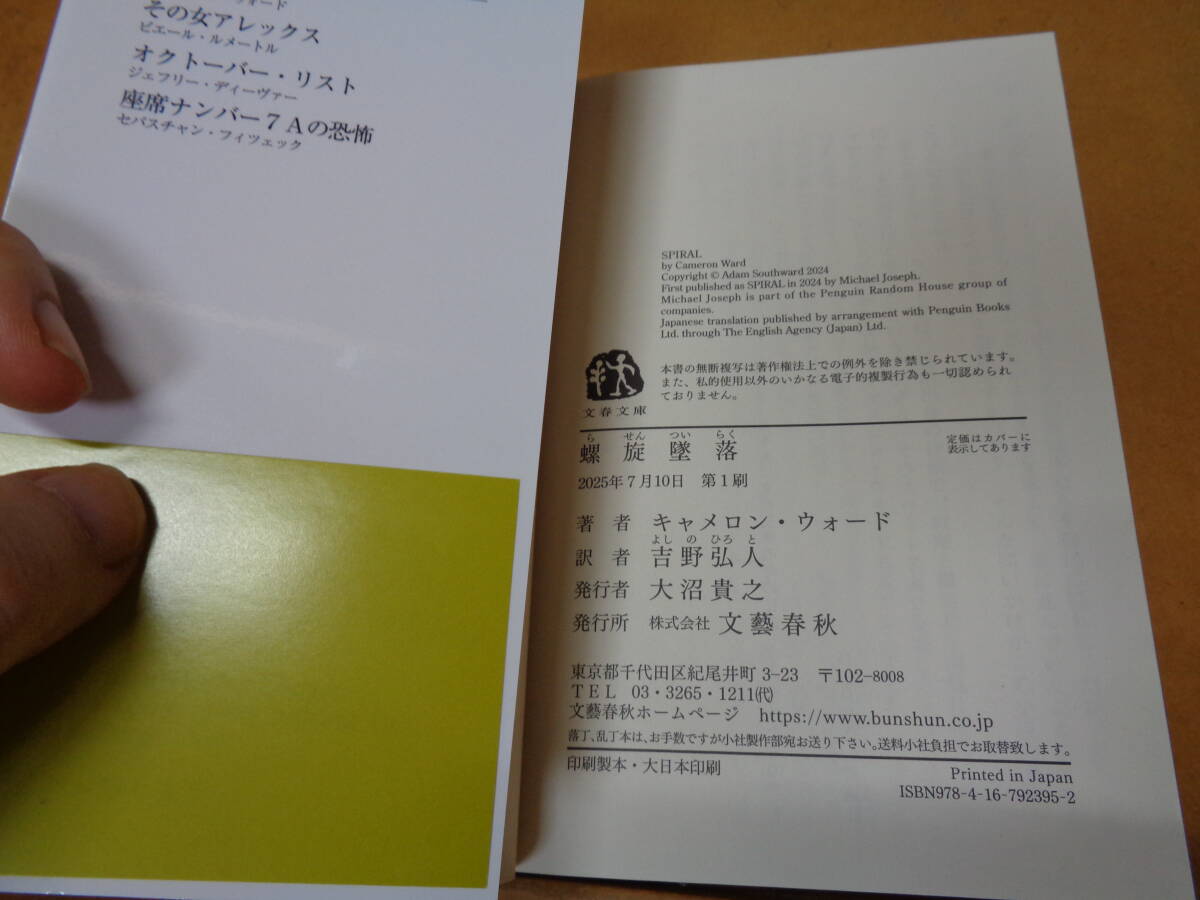 ォード
その女アレックス
ピエール・ルメートル
オクトーバー・リスト
ジェフリー・ディーヴァー
座席ナンバー7Aの恐怖
セバスチャン・フィツェック
SPIRAL
by Cameron Ward
Copyright © Adam Southward 2024
First published as SPIRAL in 2024 by Michael Joseph.
Michael Joseph is part of the Penguin Random House group of
companies.
Japanese translation published by arrangement with Penguin Books
Ltd. through The English Agency (Japan) Ltd.
本書の無断複写は著作権法上での例外を除き禁じられています。
また、私的使用以外のいかなる電子的複製行為も一切認められ
ておりません。
文春文庫
ら せん つい らく
螺旋墜落
定価はカバーに
表示してあります
2025年7月10日 第1刷
著者 キャメロン・ウォード
よし の ひろ と
訳者 吉野弘人
発行者 大沼貴之
発行所 株式会社 文藝春秋
東京都千代田区紀尾井町 3-23 〒102-8008
TEL 03・3265・1211㈹
文藝春秋ホームページ https://www.bunshun.co.jp
落丁、乱丁本は、お手数ですが小社製作部宛お送り下さい。送料小社負担でお取替致します。
印刷製本・大日本印刷
Printed in Japan
ISBN978-4-16-792395-2